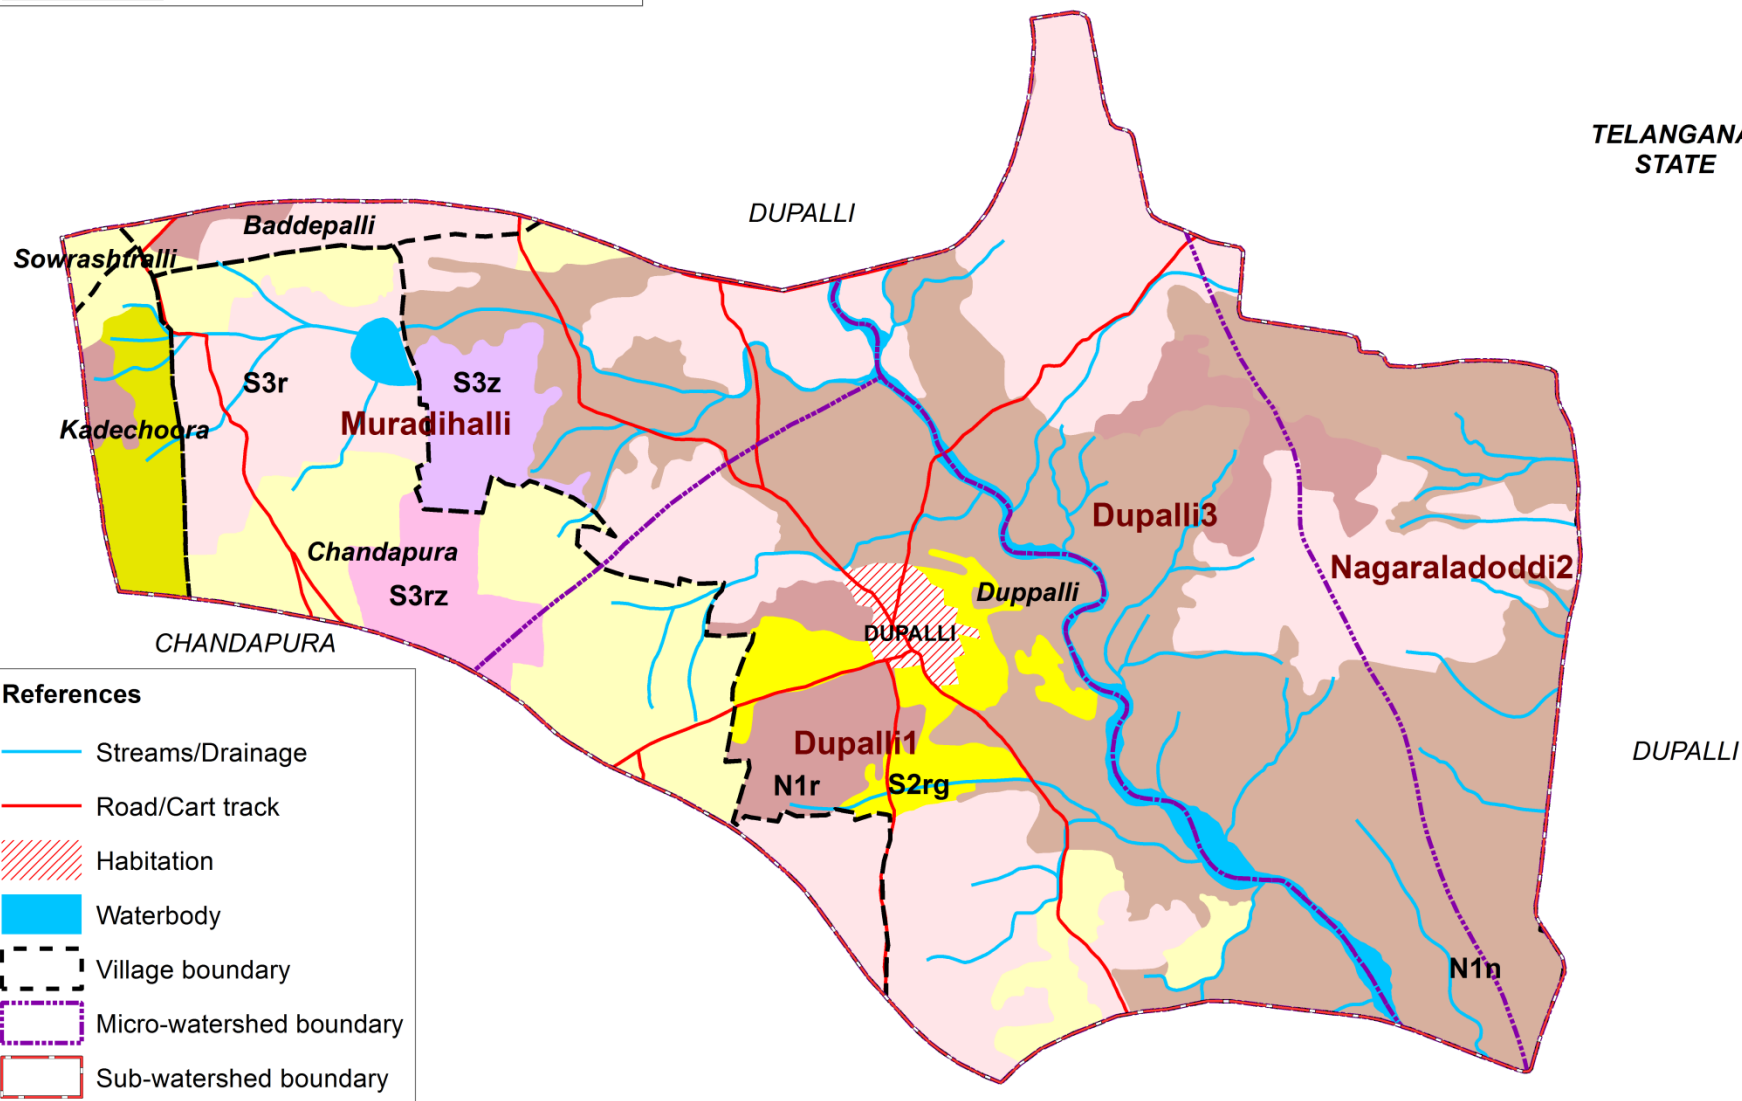 TELANGANA
STATE
DUPALLI
Baddepalli
Sowrashtralli
S3r
S3z
Muradihalli
Kadechoora
Dupalli3
Chandapura
Nagaraladoddi2
S3rz
Duppalli
DUPALLI
CHANDAPURA
Dupalli1
DUPALLI
N1r
S2rg
N1n
References
Streams/Drainage
Road/Cart track
Habitation
Waterbody
Village boundary
Micro-watershed boundary
Sub-watershed boundary